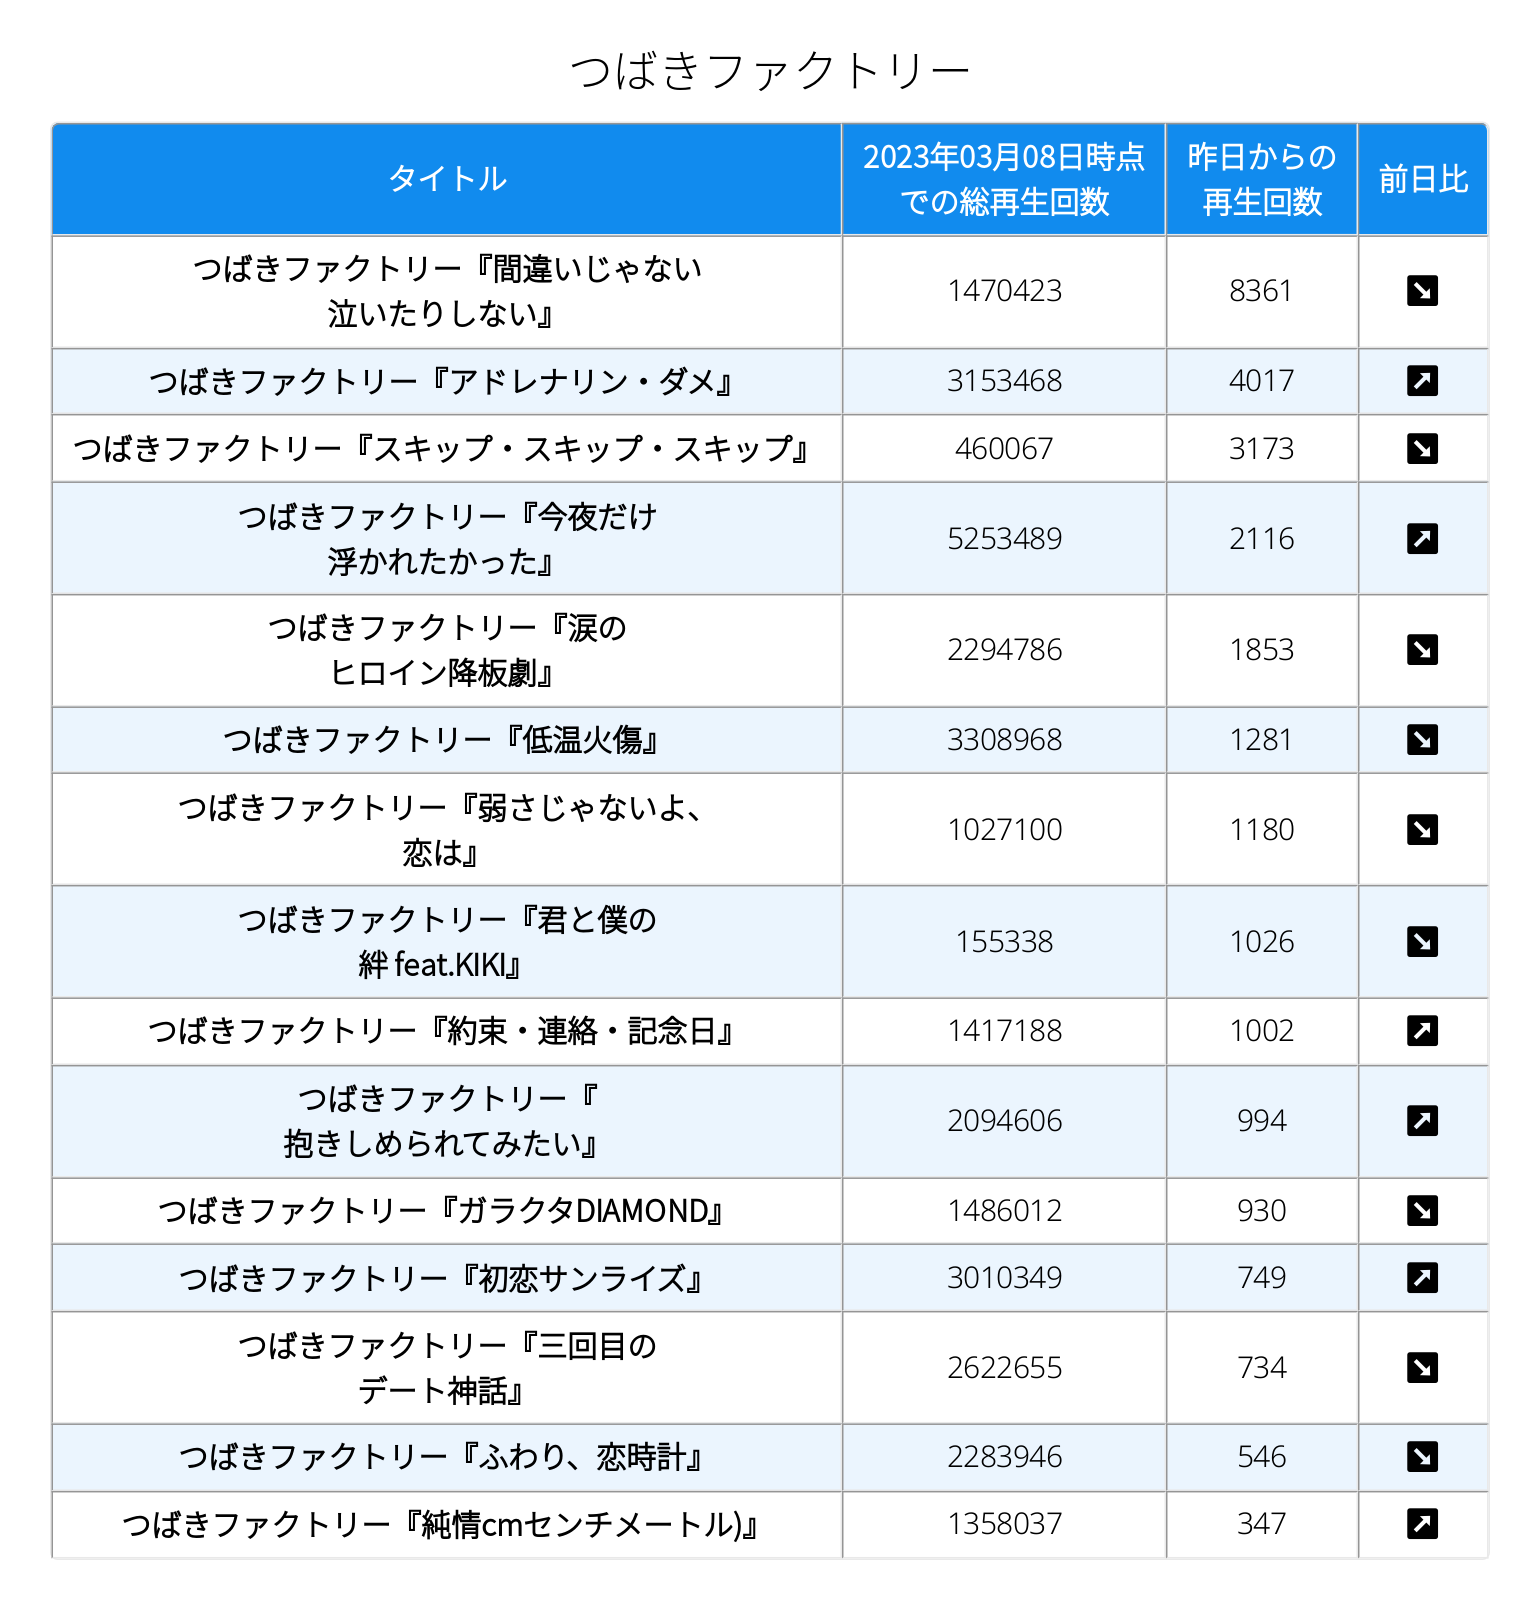 つばきファクトリー
タイトル
2023年03月08日時点
での総再生回数
昨日からの
再生回数
前日比
つばきファクトリー『間違いじゃない
泣いたりしない』
1470423
8361
つばきファクトリー『アドレナリン・ダメ』
3153468
4017
つばきファクトリー『スキップ・スキップ・スキップ』
460067
3173
つばきファクトリー『今夜だけ
浮かれたかった』
5253489
2116
つばきファクトリー『涙の
ヒロイン降板劇』
2294786
1853
つばきファクトリー『低温火傷』
3308968
1281
つばきファクトリー『弱さじゃないよ、
恋は』
1027100
1180
つばきファクトリー『君と僕の
絆 feat.KIKI』
155338
1026
つばきファクトリー『約束・連絡・記念日』
1417188
1002
つばきファクトリー『
抱きしめられてみたい』
2094606
994
つばきファクトリー『ガラクタDIAMOND』
1486012
930
つばきファクトリー『初恋サンライズ』
3010349
749
つばきファクトリー『三回目の
デート神話』
2622655
734
つばきファクトリー『ふわり、恋時計』
2283946
546
つばきファクトリー『純情cmセンチメートル)』
1358037
347